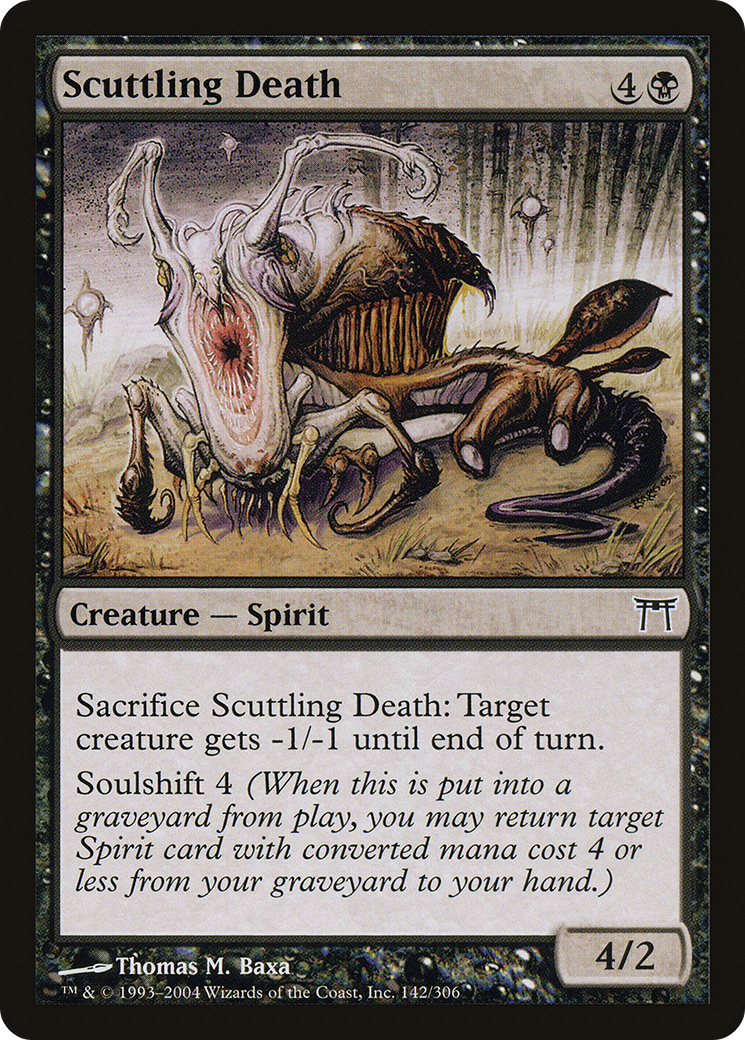 Scuttling Death 4
Creature — Spirit
Sacrifice Scuttling Death: Target
creature gets -1/-1 until end of turn.
Soulshift 4 (When this is put into a
graveyard from play, you may return target
Spirit card with converted mana cost 4 or
less from your graveyard to your hand.)
4/2
Thomas M. Baxa
™ & © 1993–2004 Wizards of the Coast, Inc. 142/306